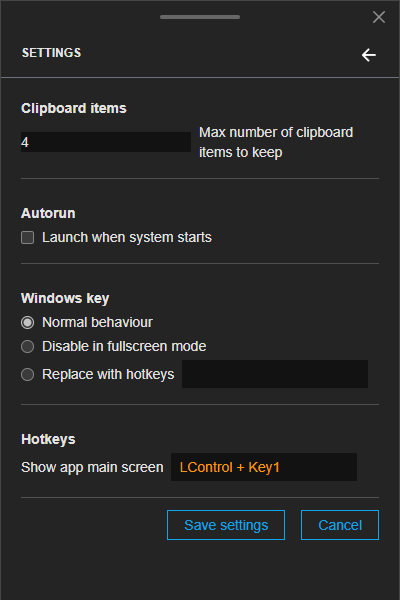 SETTINGS
Clipboard items
4
Max number of clipboard
items to keep
Autorun
Launch when system starts
Windows key
Normal behaviour
Disable in fullscreen mode
Replace with hotkeys
Hotkeys
Show app main screen LControl + Key1
Save settings Cancel